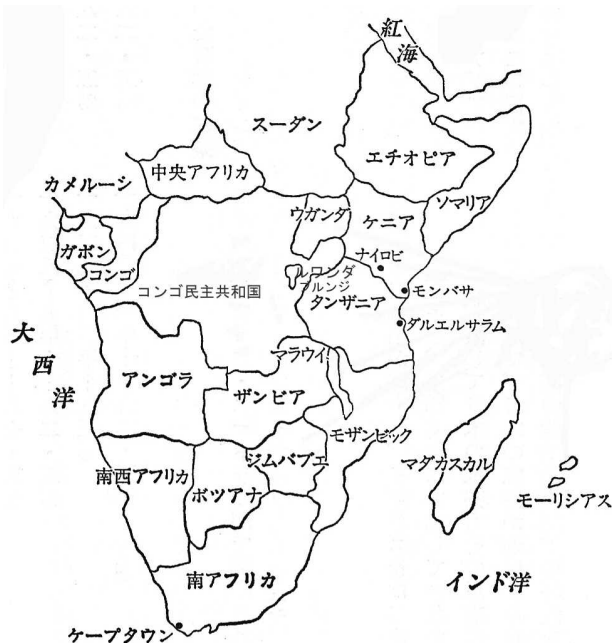 紅海
スーダン
エチオピア
中央アフリカ
カメルーシ
ソマリア
ウガンダ
ケニア
ガボン
コンゴ
ナイロビ
ルワンダ
ブルンジ
コンゴ民主共和国
タンザニア
モンバサ
ダルエルサラム
大西洋
マラウイ
アンゴラ
ザンビア
モザンビック
ジムバブエ
マダカスカル
南西アフリカ
ボツアナ
モーリシアス
南アフリカ
インド洋
ケープタウン